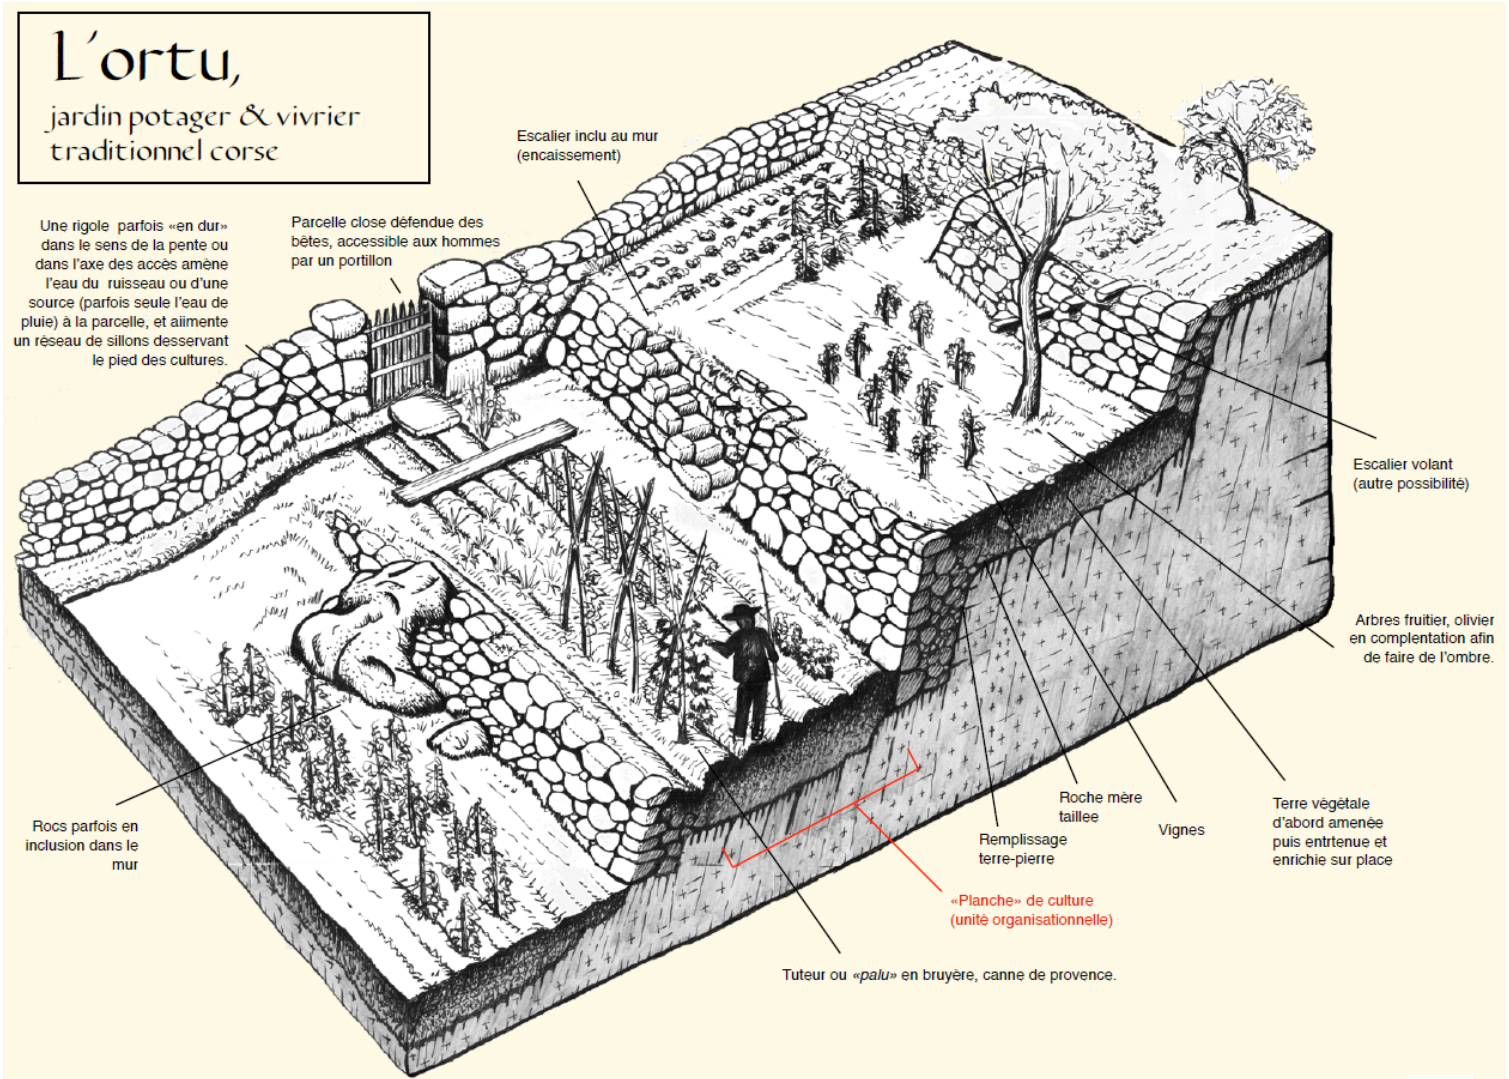 L'ortu,
jardin potager & vivrier
traditionnel corse
Escalier inclu au mur
(encaissement)
Une rigole parfois «en dur»
dans le sens de la pente ou
dans l'axe des accès amène
l'eau du ruisseau ou d'une
source (parfois seule l'eau de
pluie) à la parcelle, et aiimente
un réseau de sillons desservant
le pied des cultures.
Parcelle close défendue des
bêtes, accessible aux hommes
par un portillon
Escalier volant
(autre possibilité)
Arbres fruitier, olivier
en complentation afin
de faire de l'ombre.
Rocs parfois en
inclusion dans le
mur
Roche mère
taillee
Vignes
Terre végétale
d'abord amenée
puis entrtenue et
enrichie sur place
Remplissage
terre-pierre
«Planche» de culture
(unité organisationnelle)
Tuteur ou «palu» en bruyère, canne de provence.